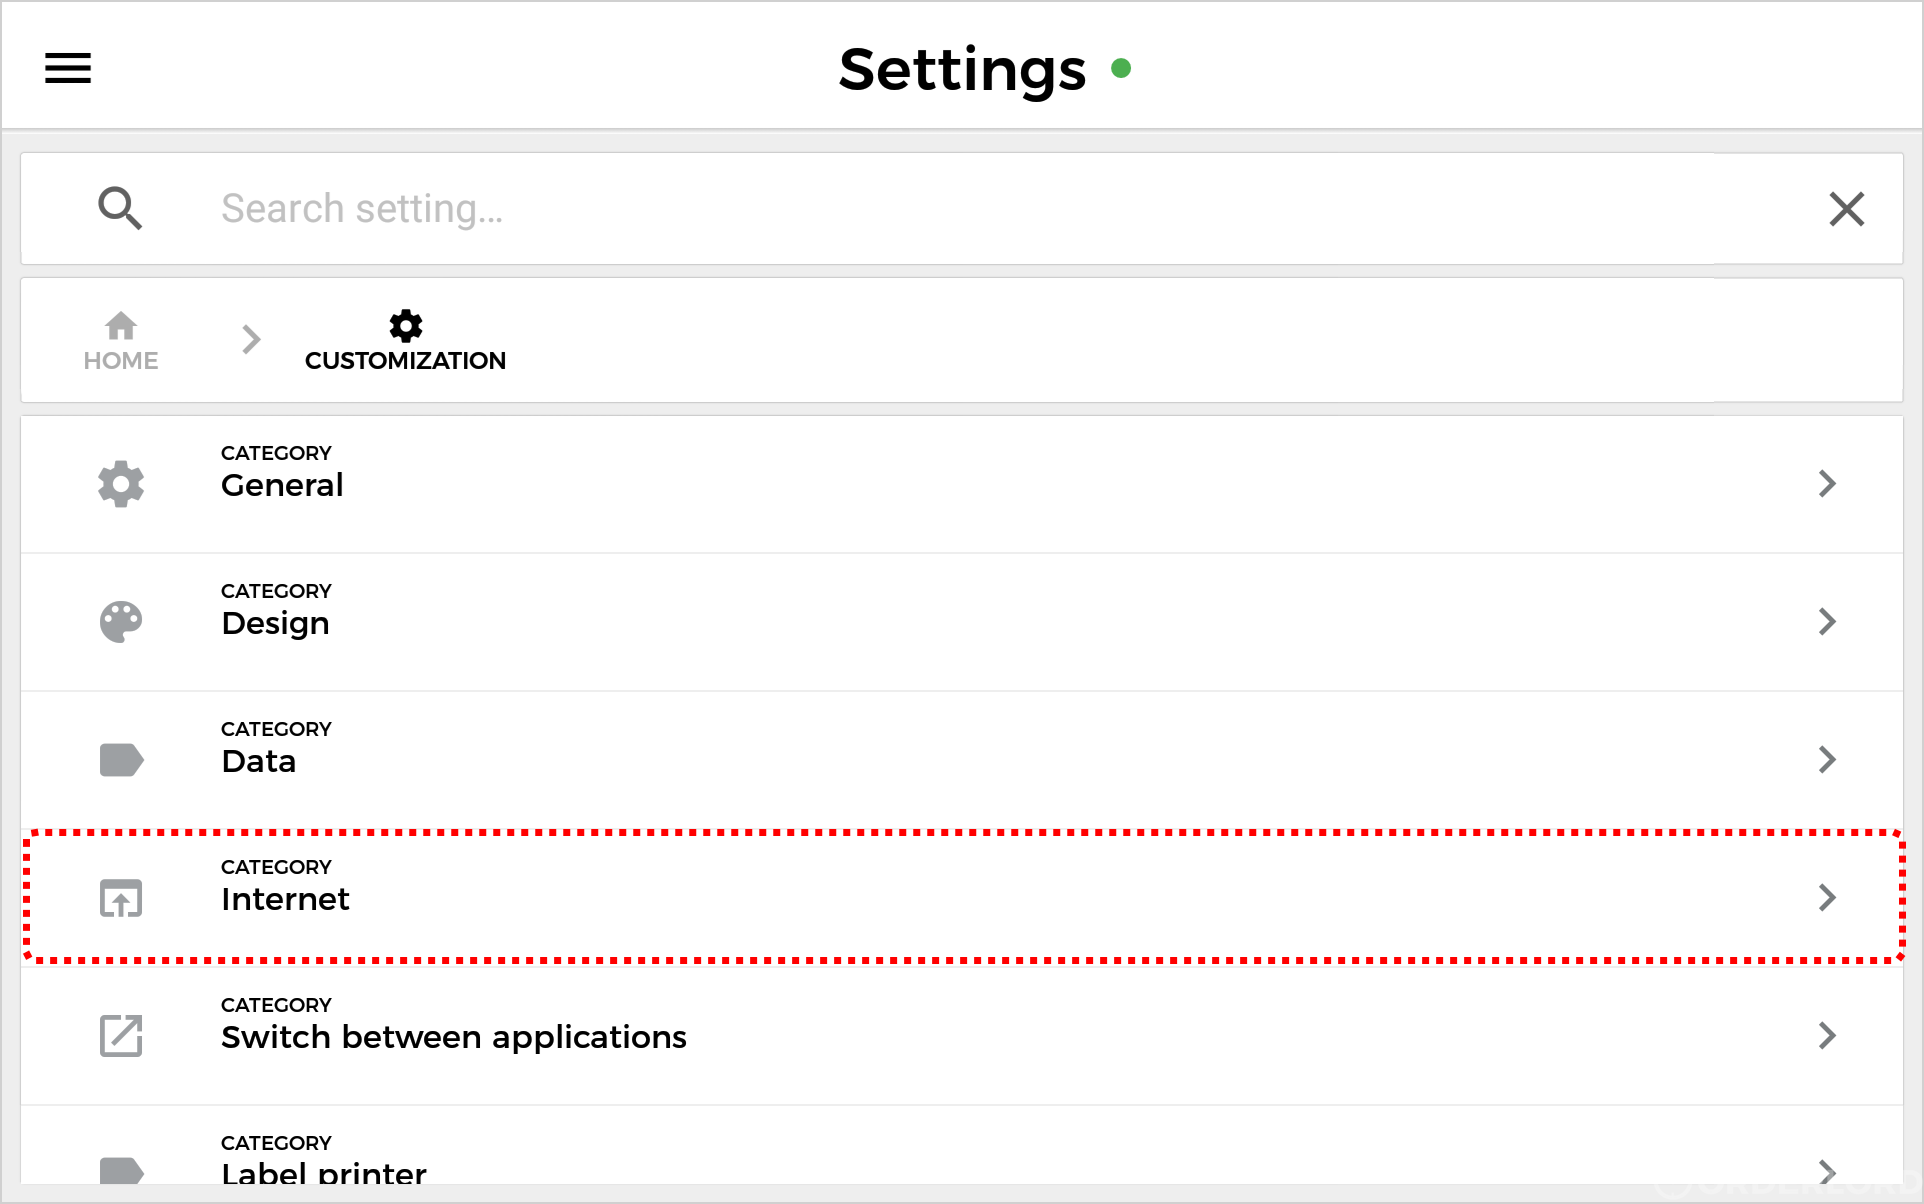 Settings
Search setting...
HOME
CUSTOMIZATION
CATEGORY
General
CATEGORY
Design
CATEGORY
Data
CATEGORY
Internet
CATEGORY
Switch between applications
CATEGORY
Label printer